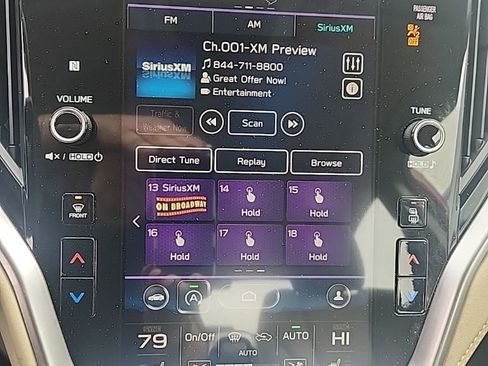 FM AM SiriusXM
PASSENGER
AIR BAG
Ch.001-XM Preview
SiriusXM 844-711-8800
Great Offer Now!
Entertainment
VOLUME TUNE
Traffic &
Weather Now Scan
HOLD HOLD
Direct Tune Replay Browse
13 SiriusXM 14 15
ON BROADWAY Hold Hold
FRONT
16 17 18
Hold Hold Hold
A
79 On/Off AUTO HI
AUTO